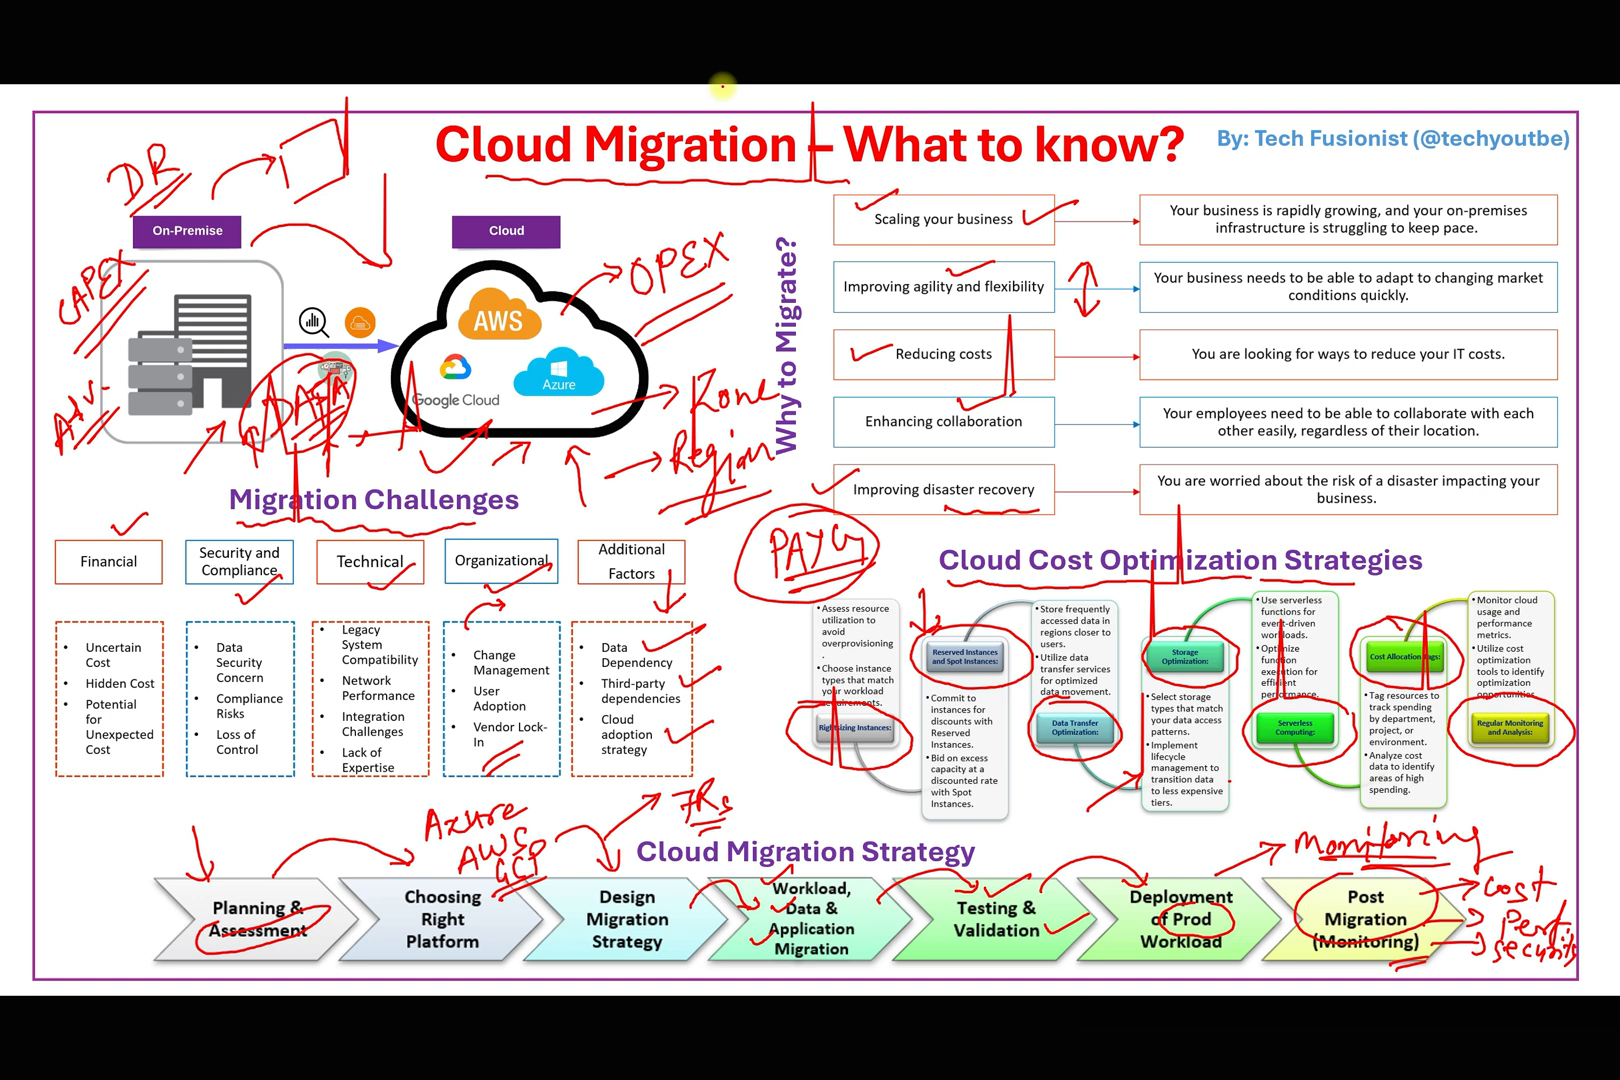 Cloud Migration – What to know?
By: Tech Fusionist (@techyoutbe)
DR
On-Premise
Cloud
CAPEX
OPEX
AWS
Azure
Google Cloud
DATA
Adv.
Zone
Region
Why to Migrate?
Scaling your business
Your business is rapidly growing, and your on-premises
infrastructure is struggling to keep pace.
Improving agility and flexibility
Your business needs to be able to adapt to changing market
conditions quickly.
Reducing costs
You are looking for ways to reduce your IT costs.
Enhancing collaboration
Your employees need to be able to collaborate with each
other easily, regardless of their location.
Improving disaster recovery
You are worried about the risk of a disaster impacting your
business.
Migration Challenges
Financial
• Uncertain
Cost
• Hidden Cost
• Potential
for
Unexpected
Cost
Security and
Compliance
• Data
Security
Concern
• Compliance
Risks
• Loss of
Control
Technical
• Legacy
System
Compatibility
• Network
Performance
• Integration
Challenges
• Lack of
Expertise
Organizational
• Change
Management
• User
Adoption
• Vendor Lock-
In
Additional
Factors
• Data
Dependency
• Third-party
dependencies
• Cloud
adoption
strategy
PAYG
Cloud Cost Optimization Strategies
• Assess resource
utilization to
avoid
overprovisioning
.
• Choose instance
types that match
your workload
requirements.
Rightsizing Instances:
Reserved Instances
and Spot Instances:
• Commit to
instances for
discounts with
Reserved
Instances.
• Bid on excess
capacity at a
discounted rate
with Spot
Instances.
• Store frequently
accessed data in
regions closer to
users.
• Utilize data
transfer services
for optimized
data movement.
Data Transfer
Optimization:
Storage
Optimization:
• Select storage
types that match
your data access
patterns.
• Implement
lifecycle
management to
transition data
to less expensive
tiers.
• Use serverless
functions for
event-driven
workloads.
• Optimize
function
execution for
efficient
performance.
Serverless
Computing:
Cost Allocation Tags:
• Tag resources to
track spending
by department,
project, or
environment.
• Analyze cost
data to identify
areas of high
spending.
• Monitor cloud
usage and
performance
metrics.
• Utilize cost
optimization
tools to identify
optimization
opportunities.
Regular Monitoring
and Analysis:
Azure
AWS
GCP
7Rs
Cloud Migration Strategy
Monitoring
Planning &
Assessment
Choosing
Right
Platform
Design
Migration
Strategy
Workload,
Data &
Application
Migration
Testing &
Validation
Deployment
of Prod
Workload
Post
Migration
(Monitoring)
Cost
Perf.
Security